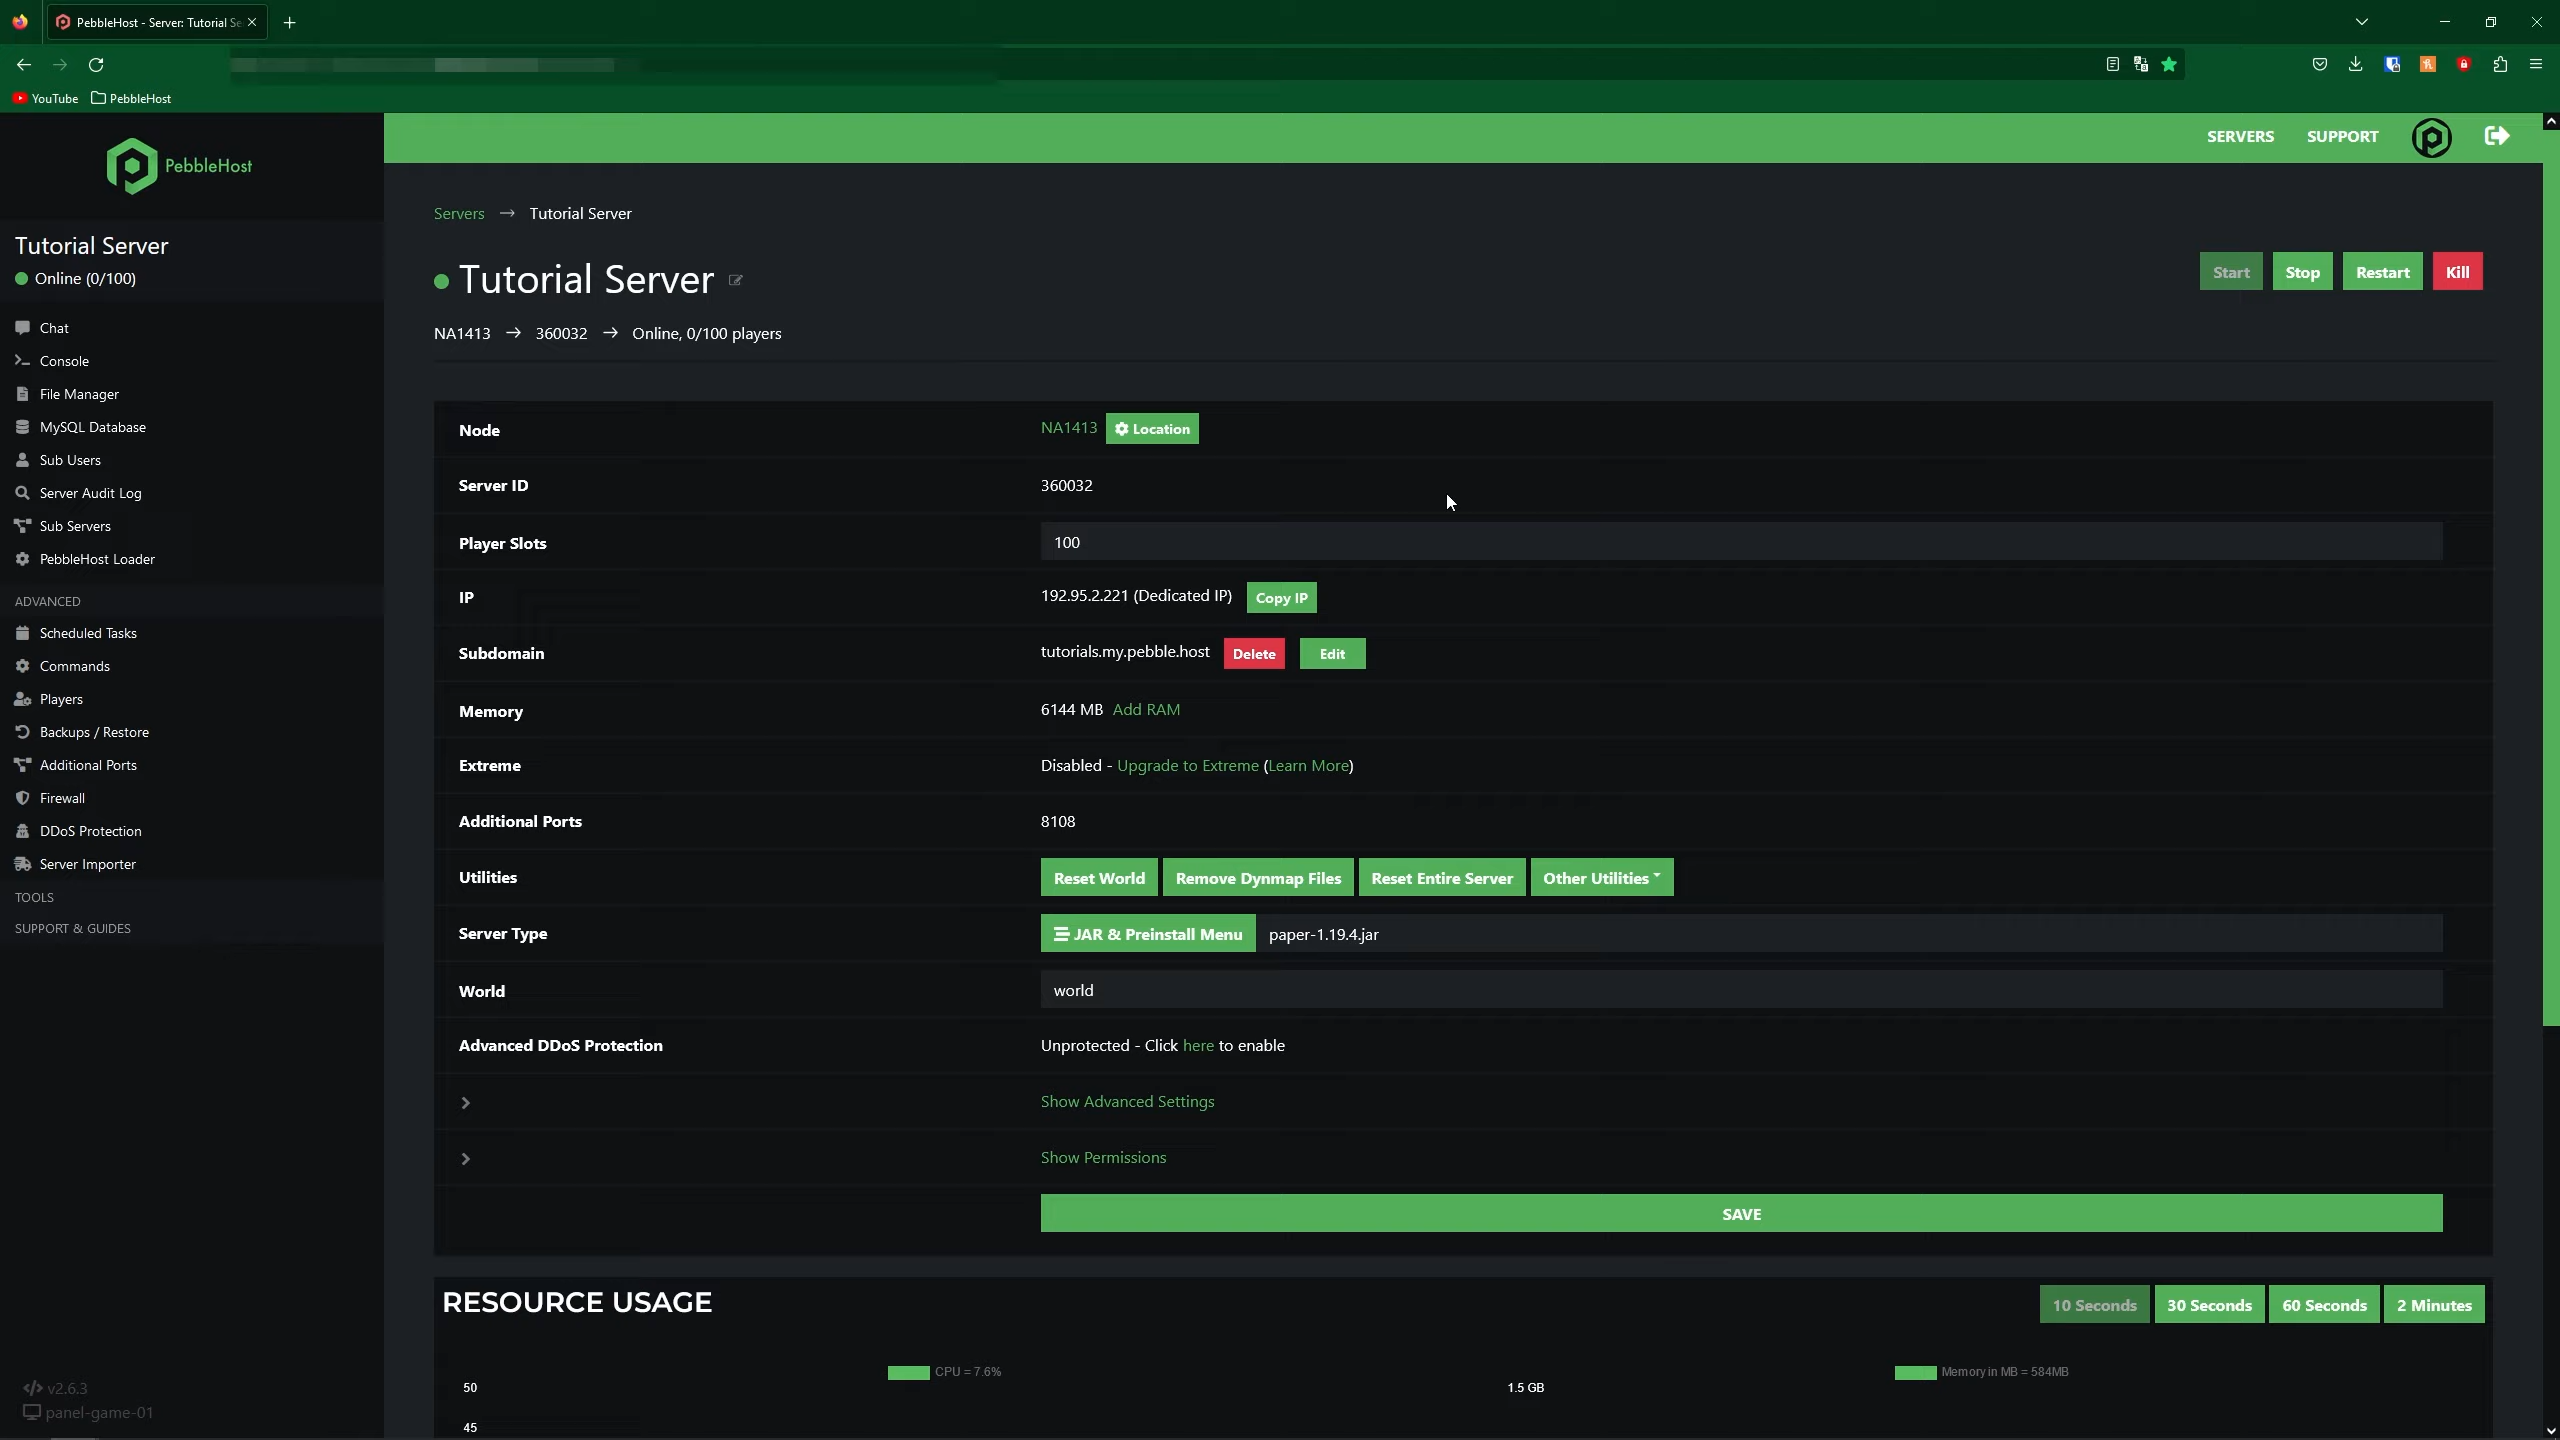 PebbleHost - Server: Tutorial Se
YouTube
PebbleHost
PebbleHost
SERVERS
SUPPORT
Tutorial Server
Online (0/100)
Chat
Console
File Manager
MySQL Database
Sub Users
Server Audit Log
Sub Servers
PebbleHost Loader
ADVANCED
Scheduled Tasks
Commands
Players
Backups / Restore
Additional Ports
Firewall
DDoS Protection
Server Importer
TOOLS
SUPPORT & GUIDES
v2.6.3
panel-game-01
Servers → Tutorial Server
Tutorial Server
Start
Stop
Restart
Kill
NA1413 → 360032 → Online, 0/100 players
Node NA1413 Location
Server ID 360032
Player Slots 100
IP 192.95.2.221 (Dedicated IP) Copy IP
Subdomain tutorials.my.pebble.host Delete Edit
Memory 6144 MB Add RAM
Extreme Disabled - Upgrade to Extreme (Learn More)
Additional Ports 8108
Utilities Reset World Remove Dynmap Files Reset Entire Server Other Utilities
Server Type JAR & Preinstall Menu paper-1.19.4.jar
World world
Advanced DDoS Protection Unprotected - Click here to enable
Show Advanced Settings
Show Permissions
SAVE
RESOURCE USAGE
10 Seconds
30 Seconds
60 Seconds
2 Minutes
CPU = 7.6%
Memory in MB = 584MB
50
1.5 GB
45